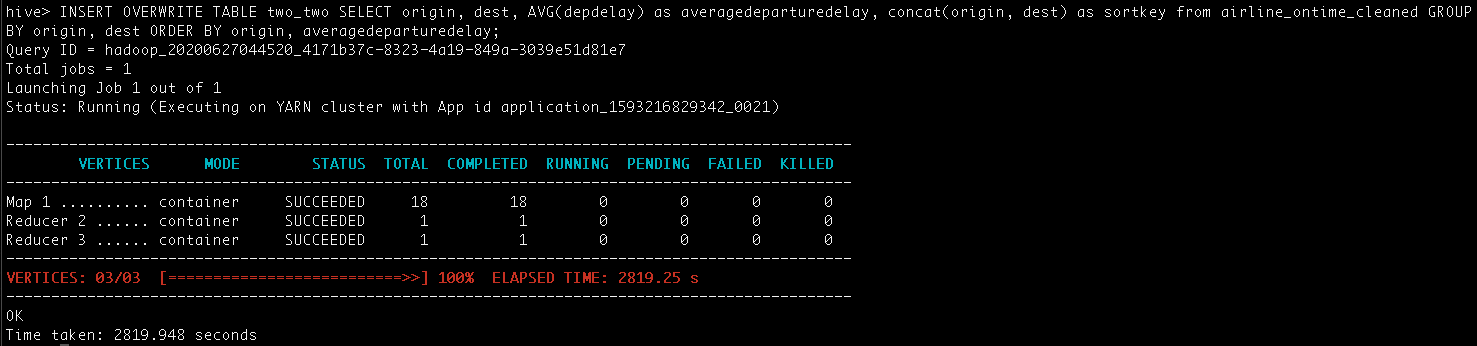 hive> INSERT OVERWRITE TABLE two_two SELECT origin, dest, AVG(depdelay) as averagedeparturedelay, concat(origin, dest) as sortkey from airline_ontime_cleaned GROUP
BY origin, dest ORDER BY origin, averagedeparturedelay;
Query ID = hadoop_20200627044520_4171b37c-8323-4a19-849a-3039e51d81e7
Total jobs = 1
Launching Job 1 out of 1
Status: Running (Executing on YARN cluster with App id application_1593216829342_0021)
----------------------------------------------------------------------------------------------
VERTICES MODE STATUS TOTAL COMPLETED RUNNING PENDING FAILED KILLED
----------------------------------------------------------------------------------------------
Map 1 .......... container SUCCEEDED 18 18 0 0 0 0
Reducer 2 ...... container SUCCEEDED 1 1 0 0 0 0
Reducer 3 ...... container SUCCEEDED 1 1 0 0 0 0
----------------------------------------------------------------------------------------------
VERTICES: 03/03 [==========================>>] 100% ELAPSED TIME: 2819.25 s
----------------------------------------------------------------------------------------------
OK
Time taken: 2819.948 seconds